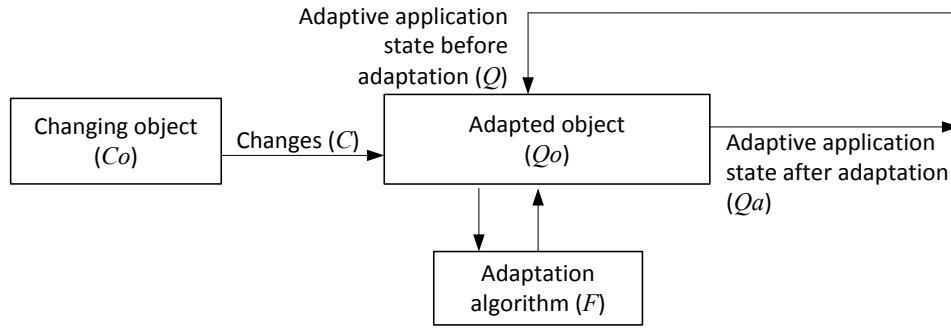 Adaptive application
state before
adaptation (Q)
Changing object
(Co)
Changes (C)
Adapted object
(Qo)
Adaptive application
state after adaptation
(Qa)
Adaptation
algorithm (F)